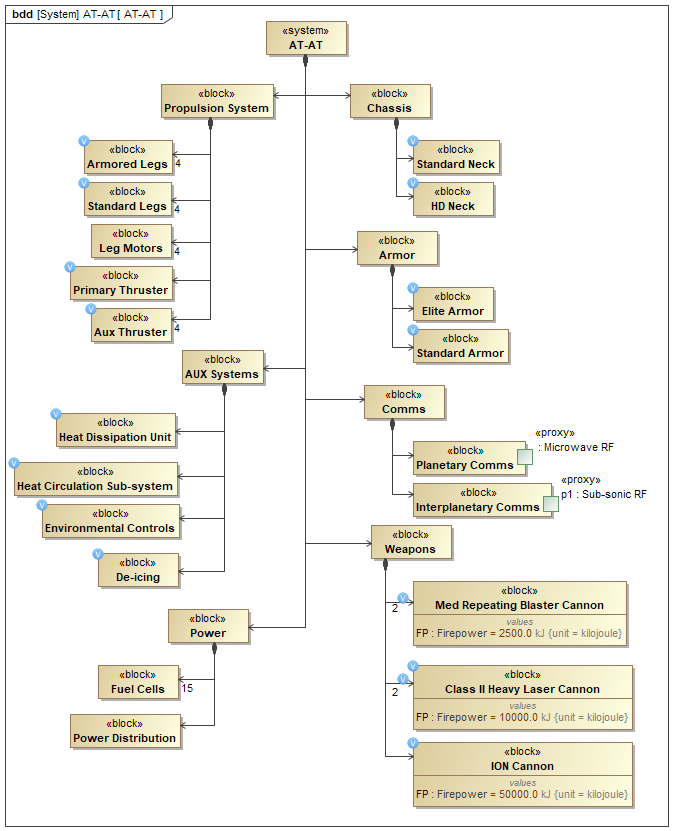 bdd [System] AT-AT [ AT-AT ]
«system»
AT-AT
«block»
Propulsion System
«block»
Chassis
V
«block»
Armored Legs
4
V
«block»
Standard Legs
4
«block»
Leg Motors
4
V
«block»
Primary Thruster
V
«block»
Aux Thruster
4
V
«block»
Standard Neck
V
«block»
HD Neck
«block»
Armor
V
«block»
Elite Armor
V
«block»
Standard Armor
«block»
AUX Systems
V
«block»
Heat Dissipation Unit
V
«block»
Heat Circulation Sub-system
V
«block»
Environmental Controls
V
«block»
De-icing
«block»
Comms
«block»
Planetary Comms
«proxy»
: Microwave RF
«block»
Interplanetary Comms
«proxy»
p1 : Sub-sonic RF
«block»
Power
«block»
Fuel Cells
15
«block»
Power Distribution
«block»
Weapons
2
V
«block»
Med Repeating Blaster Cannon
values
FP : Firepower = 2500.0 kJ {unit = kilojoule}
2
V
V
«block»
Class II Heavy Laser Cannon
values
FP : Firepower = 10000.0 kJ {unit = kilojoule}
V
«block»
ION Cannon
values
FP : Firepower = 50000.0 kJ {unit = kilojoule}